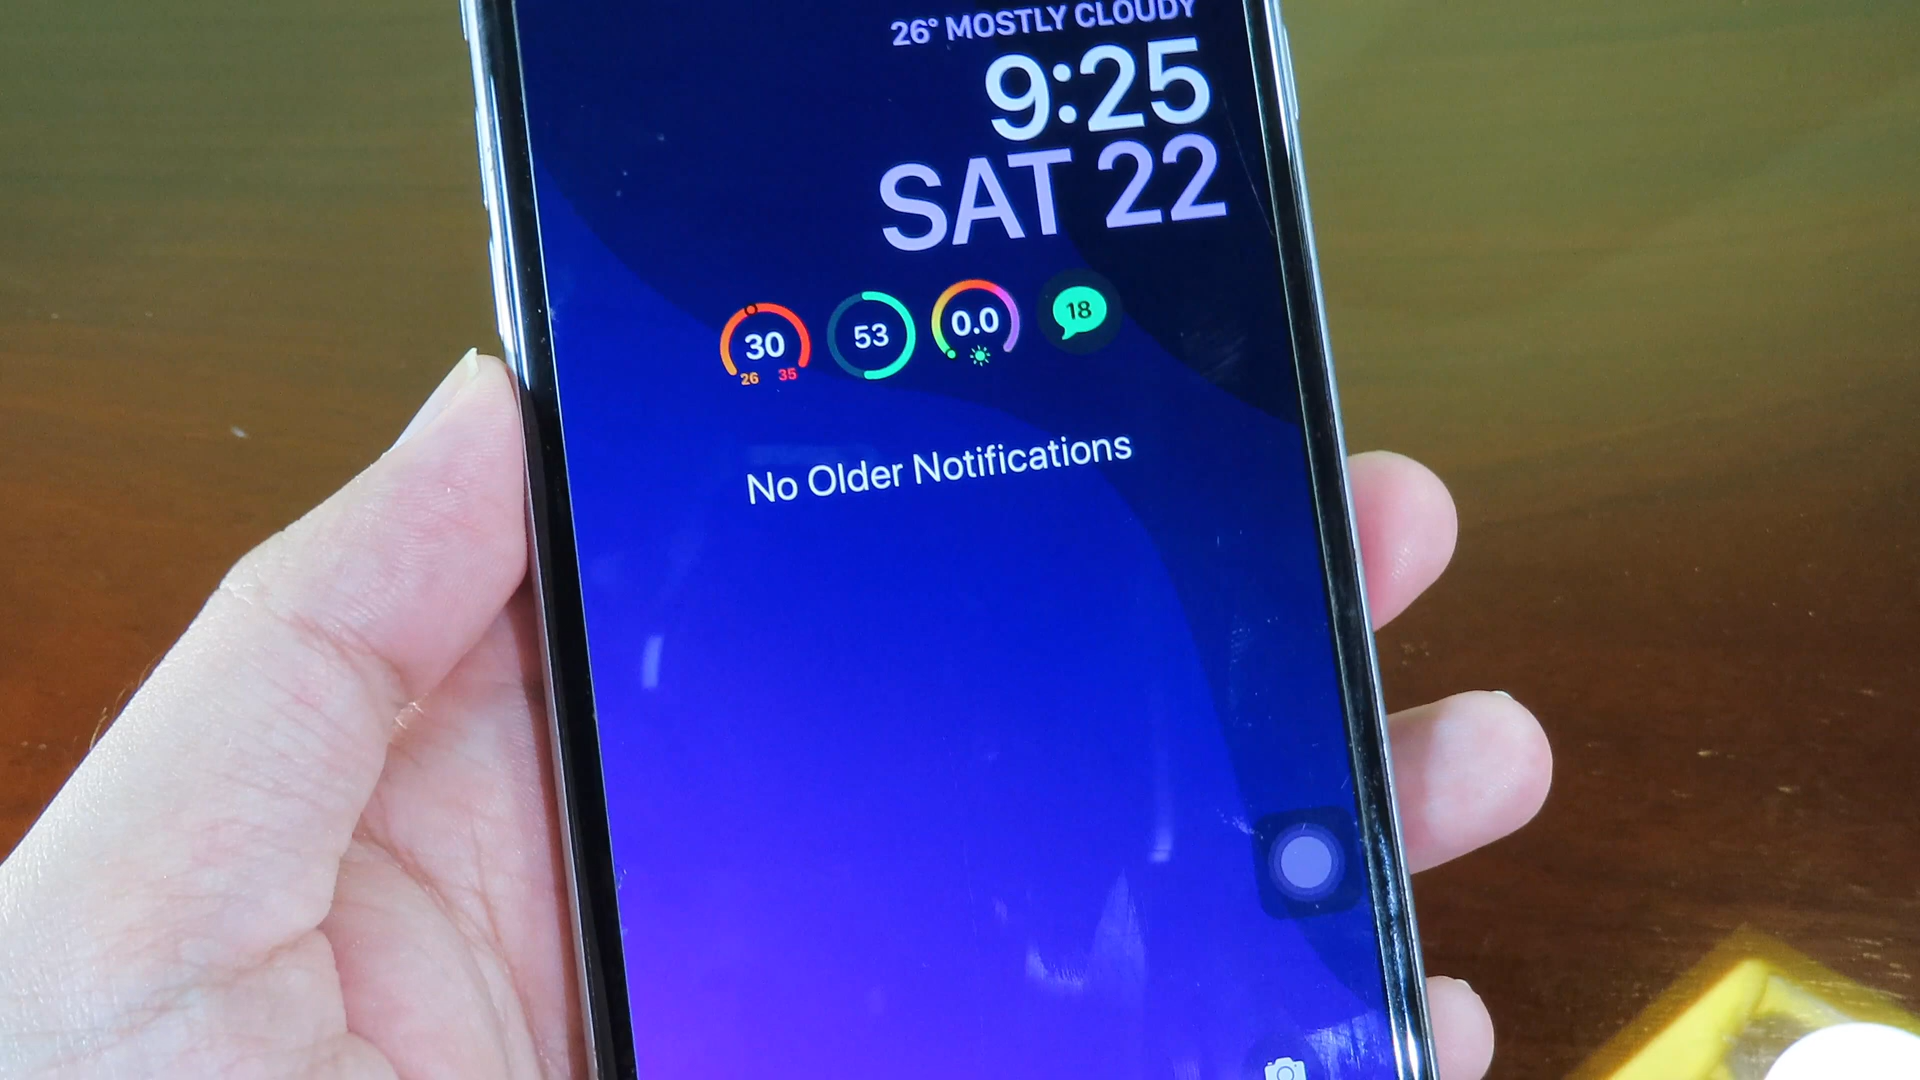 26° MOSTLY CLOUDY
9:25
SAT 22
30 53 0.0 18
26 35
No Older Notifications